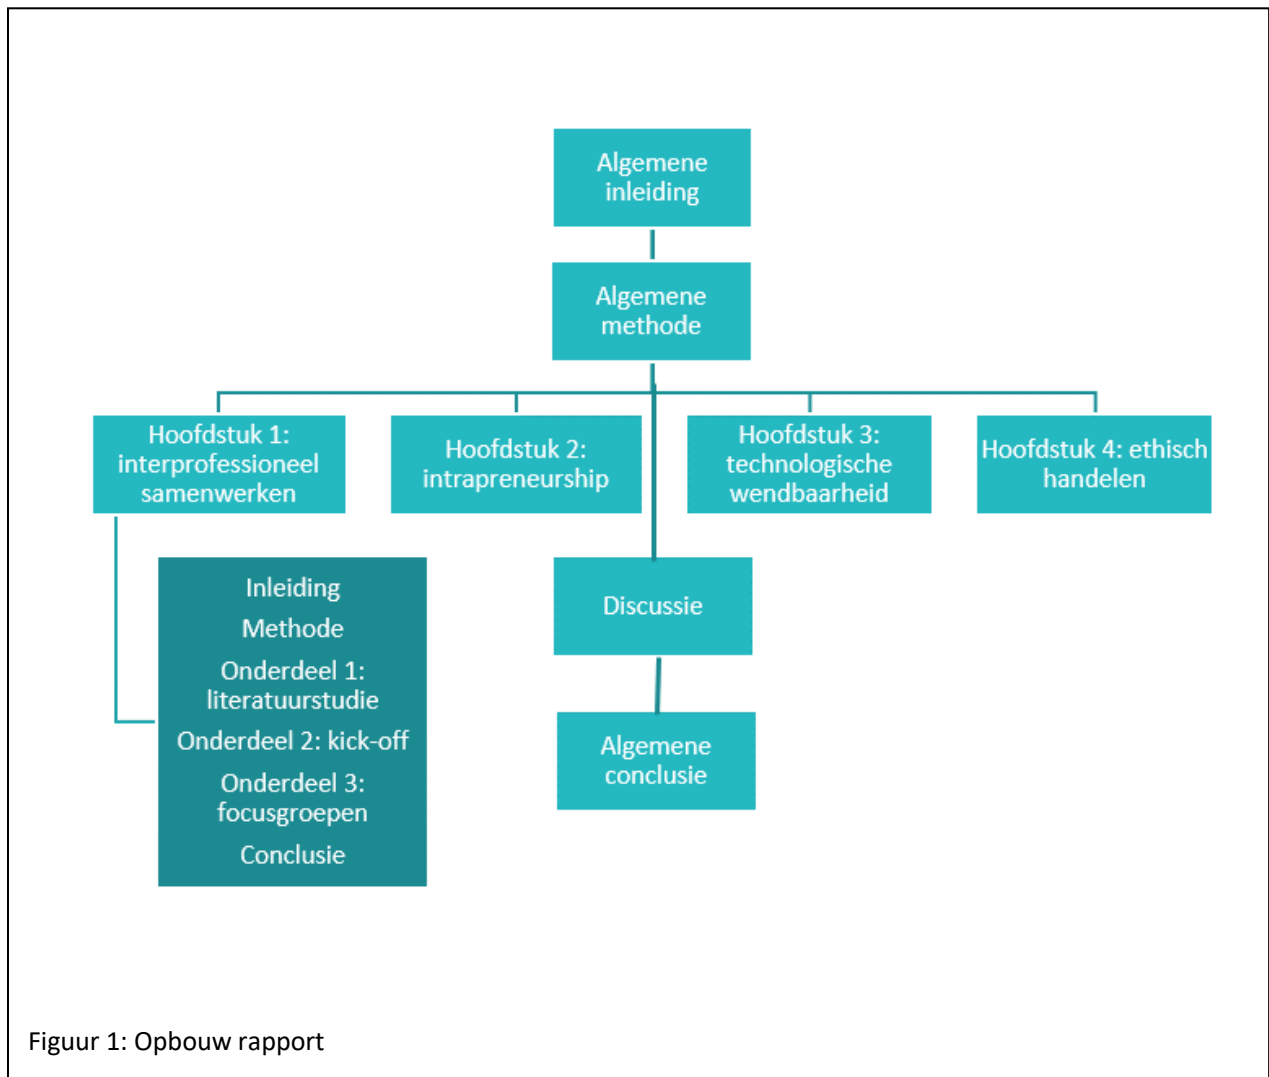 Algemene
inleiding
Algemene
methode
Hoofdstuk 1:
interprofessioneel
samenwerken
Hoofdstuk 2:
intrapreneurship
Hoofdstuk 3:
technologische
wendbaarheid
Hoofdstuk 4: ethisch
handelen
Inleiding
Methode
Onderdeel 1:
literatuurstudie
Onderdeel 2: kick-off
Onderdeel 3:
focusgroepen
Conclusie
Discussie
Algemene
conclusie
Figuur 1: Opbouw rapport